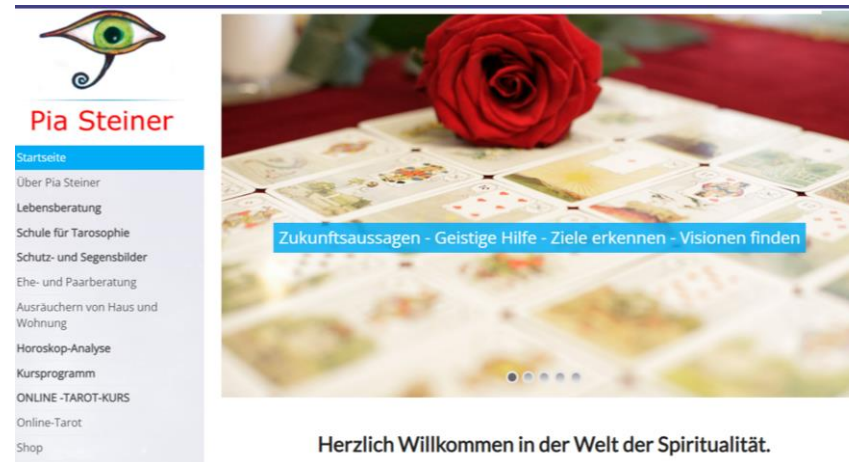 Pia Steiner
Startseite
Über Pia Steiner
Lebensberatung
Schule für Tarosophie
Schutz- und Segensbilder
Ehe- und Paarberatung
Ausräuchern von Haus und
Wohnung
Horoskop-Analyse
Kursprogramm
ONLINE -TAROT-KURS
Online-Tarot
Shop
Zukunftsaussagen - Geistige Hilfe - Ziele erkennen - Visionen finden
Herzlich Willkommen in der Welt der Spiritualität.